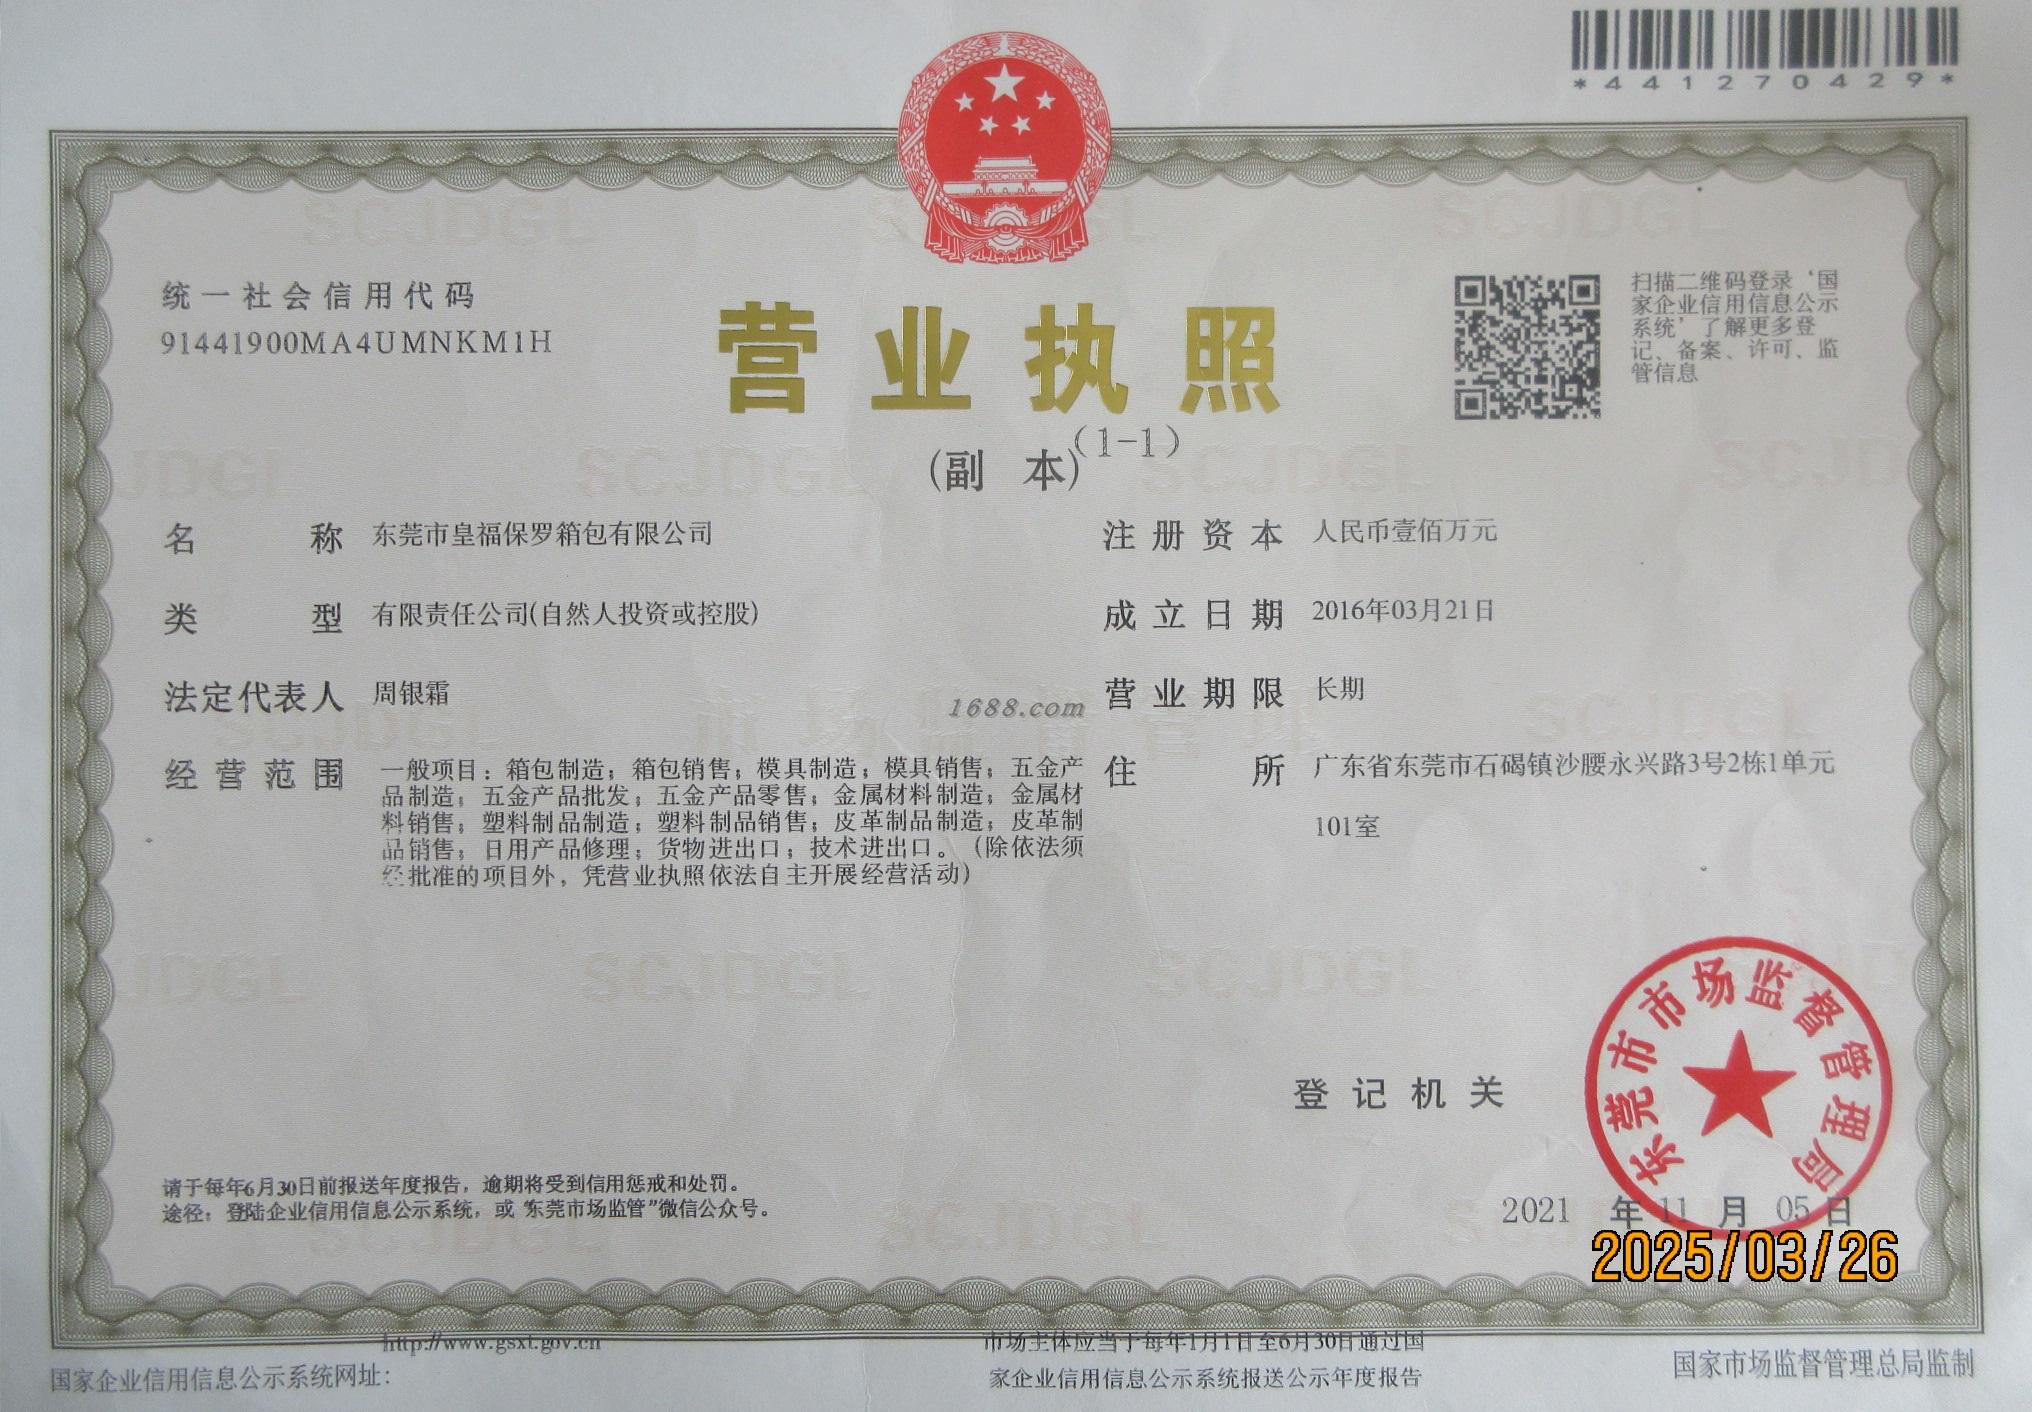 *441270429*
统一社会信用代码
91441900MA4UMNKM1H
扫描二维码登录‘国
家企业信用信息公示
系统’了解更多登
记、备案、许可、监
管信息
营业执照
(副 本)(1-1)
名 称 东莞市皇福保罗箱包有限公司
类 型 有限责任公司(自然人投资或控股)
法定代表人 周银霜
经营范围 一般项目：箱包制造；箱包销售；模具制造；模具销售；五金产
品制造；五金产品批发；五金产品零售；金属材料制造；金属材
料销售；塑料制品制造；塑料制品销售；皮革制品制造；皮革制
品销售；日用产品修理；货物进出口；技术进出口。（除依法须
经批准的项目外，凭营业执照依法自主开展经营活动）
注册资本 人民币壹佰万元
成立日期 2016年03月21日
营业期限 长期
住 所 广东省东莞市石碣镇沙腰永兴路3号2栋1单元
101室
1688.com
登记机关
东莞市市场监督管理局
2021 年 11 月 05 日
2025/03/26
请于每年6月30日前报送年度报告，逾期将受到信用惩戒和处罚。
途径：登陆企业信用信息公示系统，或“东莞市场监管”微信公众号。
http://www.gsxt.gov.cn
国家企业信用信息公示系统网址：
市场主体应当于每年1月1日至6月30日通过国
家企业信用信息公示系统报送公示年度报告
国家市场监督管理总局监制
SCJDGL